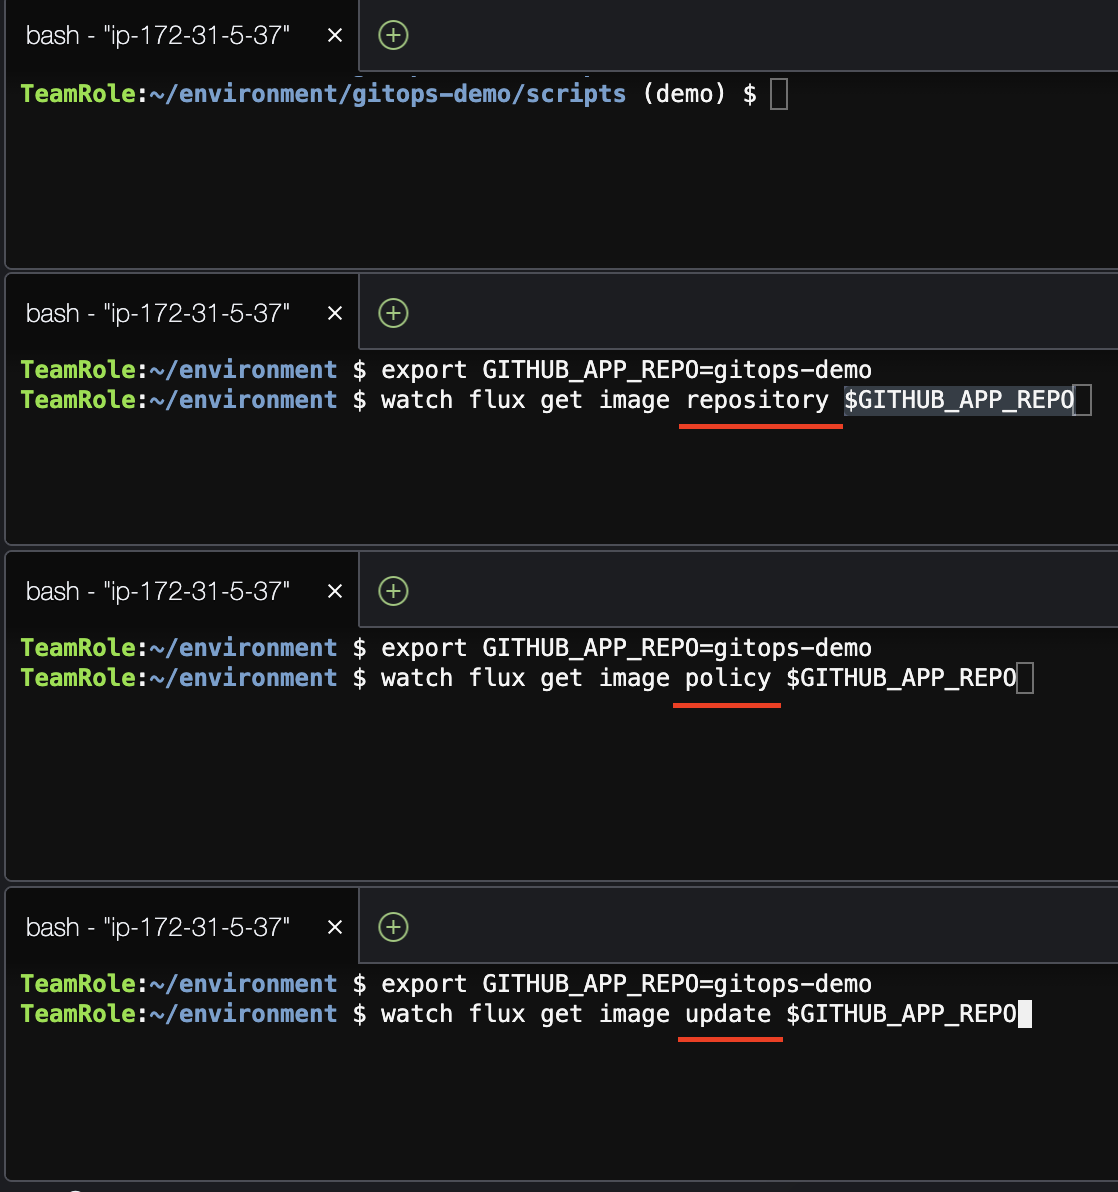 bash - "ip-172-31-5-37" ×
TeamRole:~/environment/gitops-demo/scripts (demo) $
bash - "ip-172-31-5-37" ×
TeamRole:~/environment $ export GITHUB_APP_REPO=gitops-demo
TeamRole:~/environment $ watch flux get image repository $GITHUB_APP_REPO
bash - "ip-172-31-5-37" ×
TeamRole:~/environment $ export GITHUB_APP_REPO=gitops-demo
TeamRole:~/environment $ watch flux get image policy $GITHUB_APP_REPO
bash - "ip-172-31-5-37" ×
TeamRole:~/environment $ export GITHUB_APP_REPO=gitops-demo
TeamRole:~/environment $ watch flux get image update $GITHUB_APP_REPO